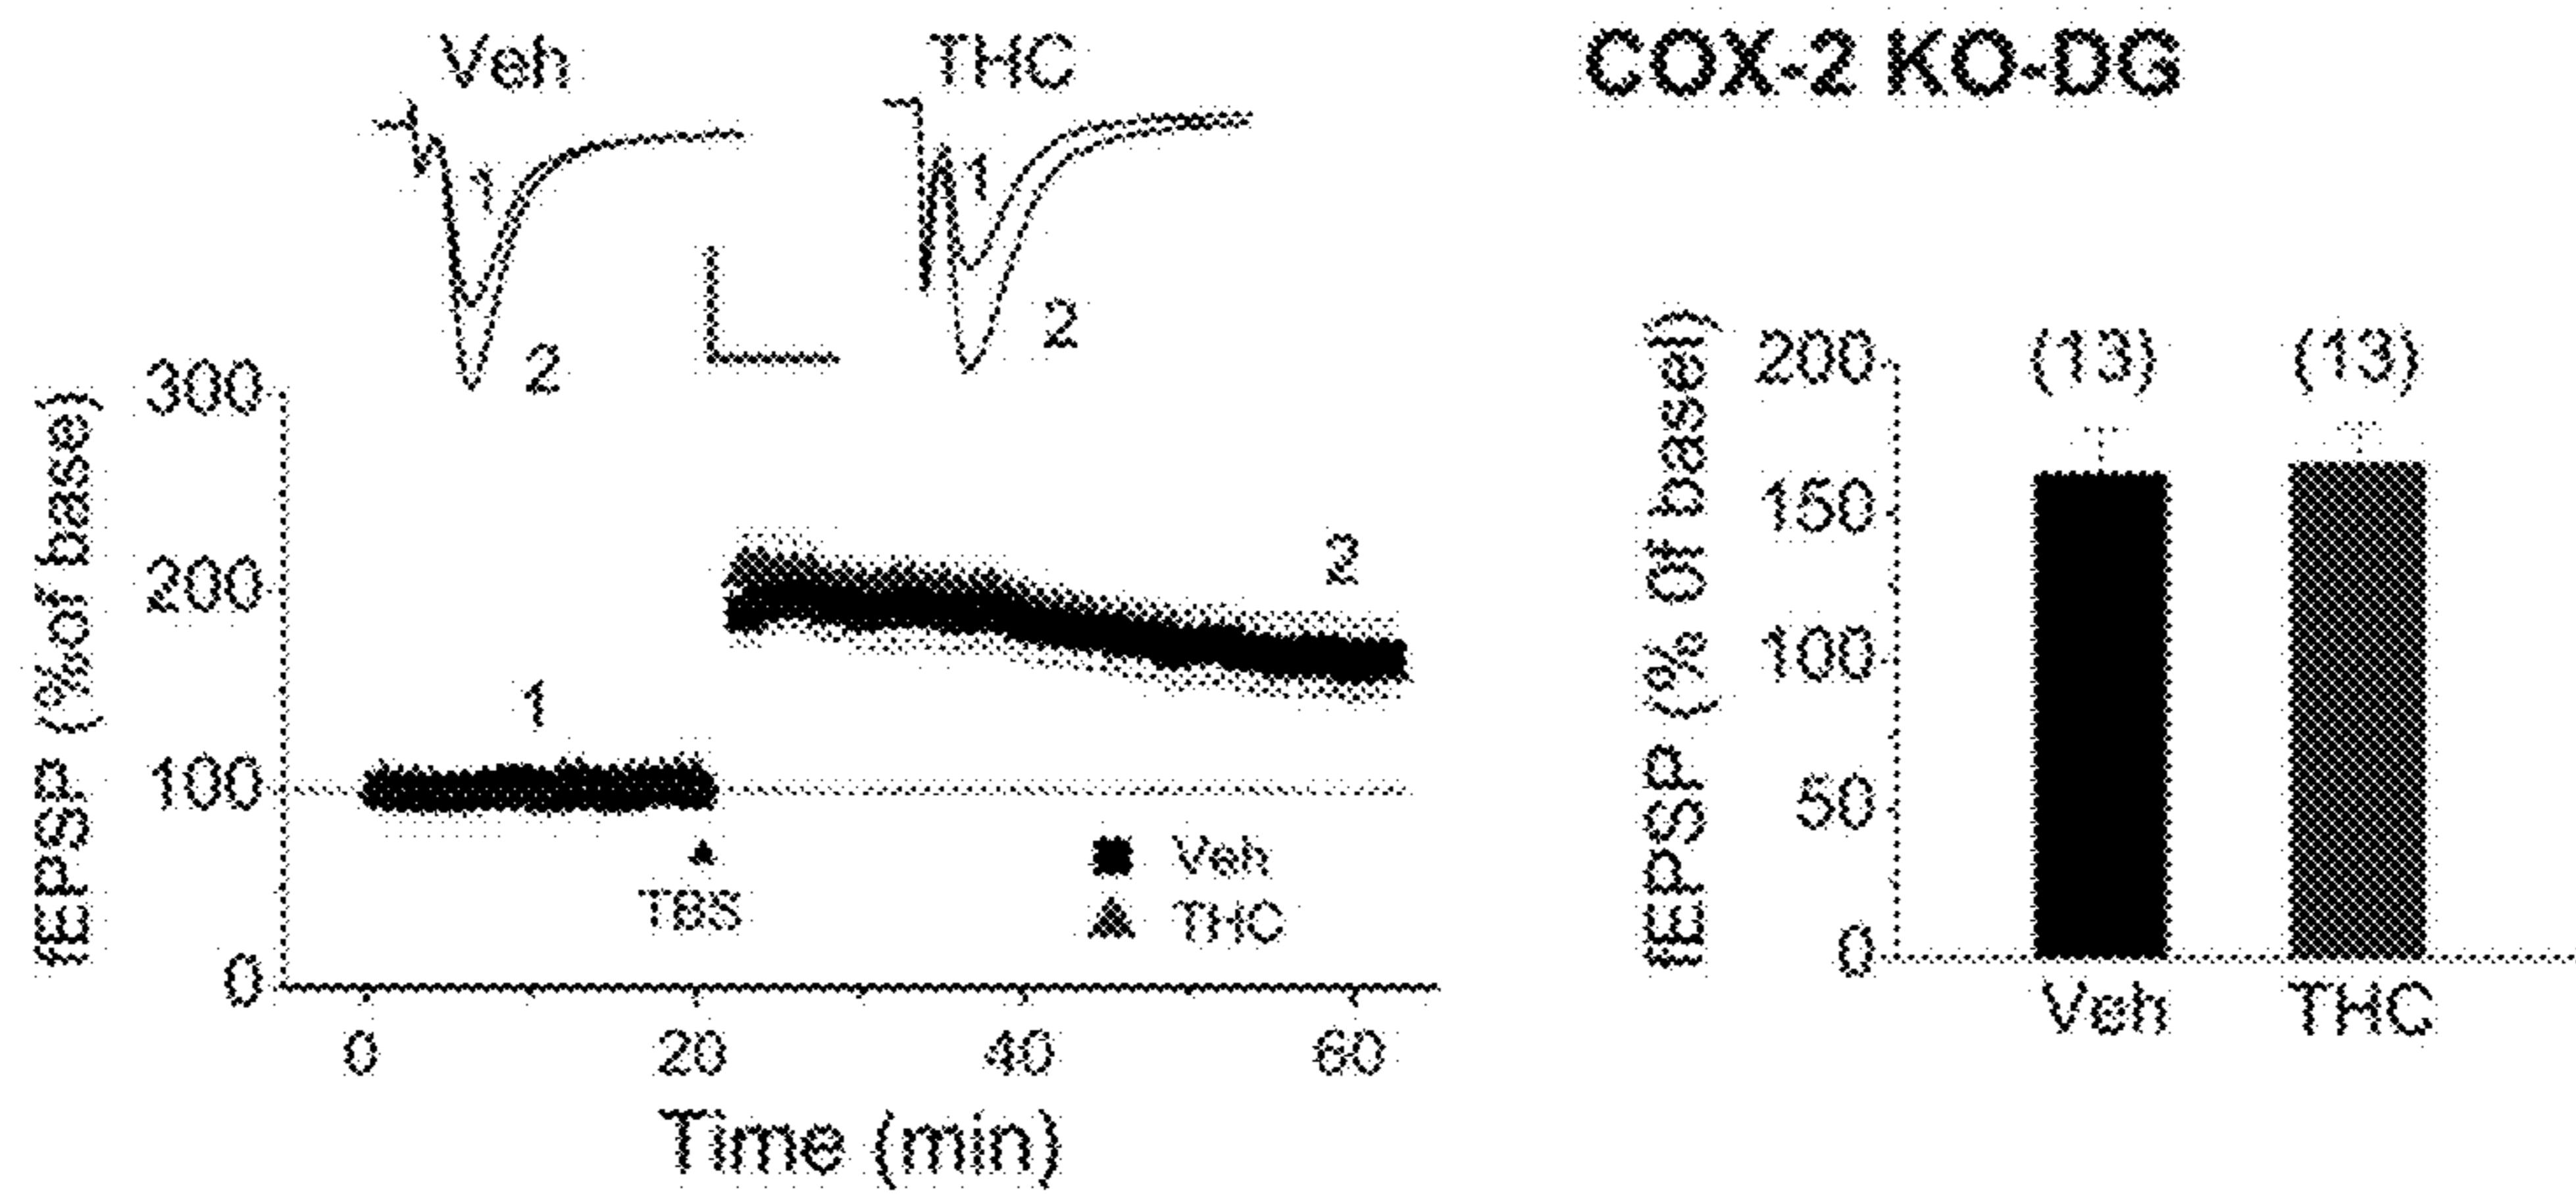 Veh
THC
COX-2 KO-DG
1
2
1
2
fEPSP (%of base)
300
200
100
0
1
2
TBS
Veh
THC
0
20
40
60
Time (min)
fEPSP (% of basel)
200
150
100
50
0
(13)
(13)
Veh
THC